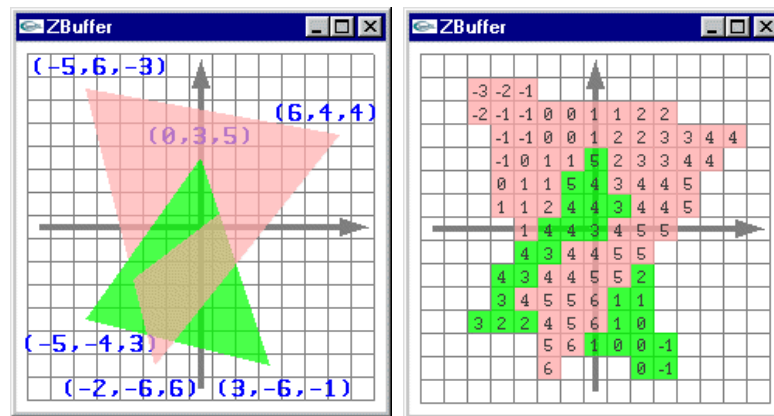 ZBuffer
(-5,6,-3)
(6,4,4)
(0,3,5)
(-5,-4,3)
(-2,-6,6) (3,-6,-1)
ZBuffer
-3 -2 -1
-2 -1 -1 0 0 1 1 2 2
-1 -1 0 0 1 2 2 3 3 4 4
-1 0 1 1 5 2 3 3 4 4
0 1 1 5 4 3 4 4 5
1 1 2 4 4 3 4 4 5
1 4 4 3 4 5 5
4 3 4 4 5 5
4 3 4 4 5 5 2
3 4 5 5 6 1 1
3 2 2 4 5 6 1 0
5 6 1 0 0 -1
6 0 -1